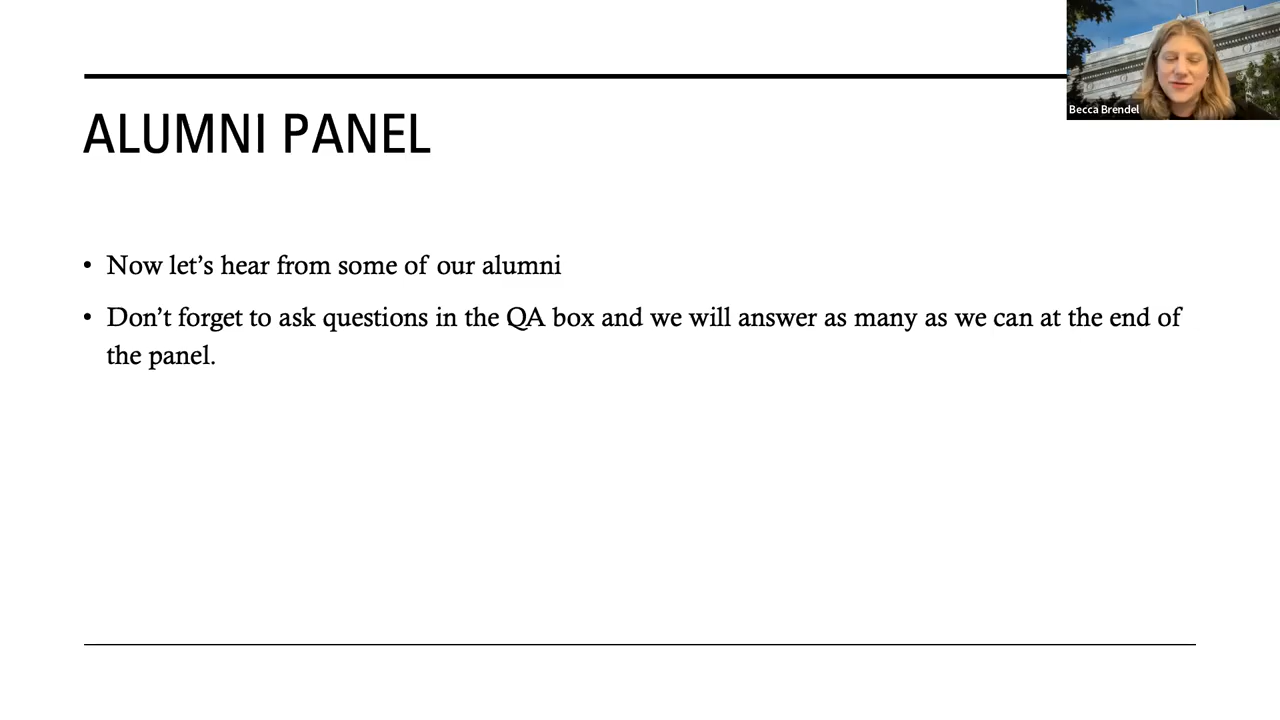 Becca Brendel
ALUMNI PANEL
• Now let’s hear from some of our alumni
• Don’t forget to ask questions in the QA box and we will answer as many as we can at the end of
the panel.